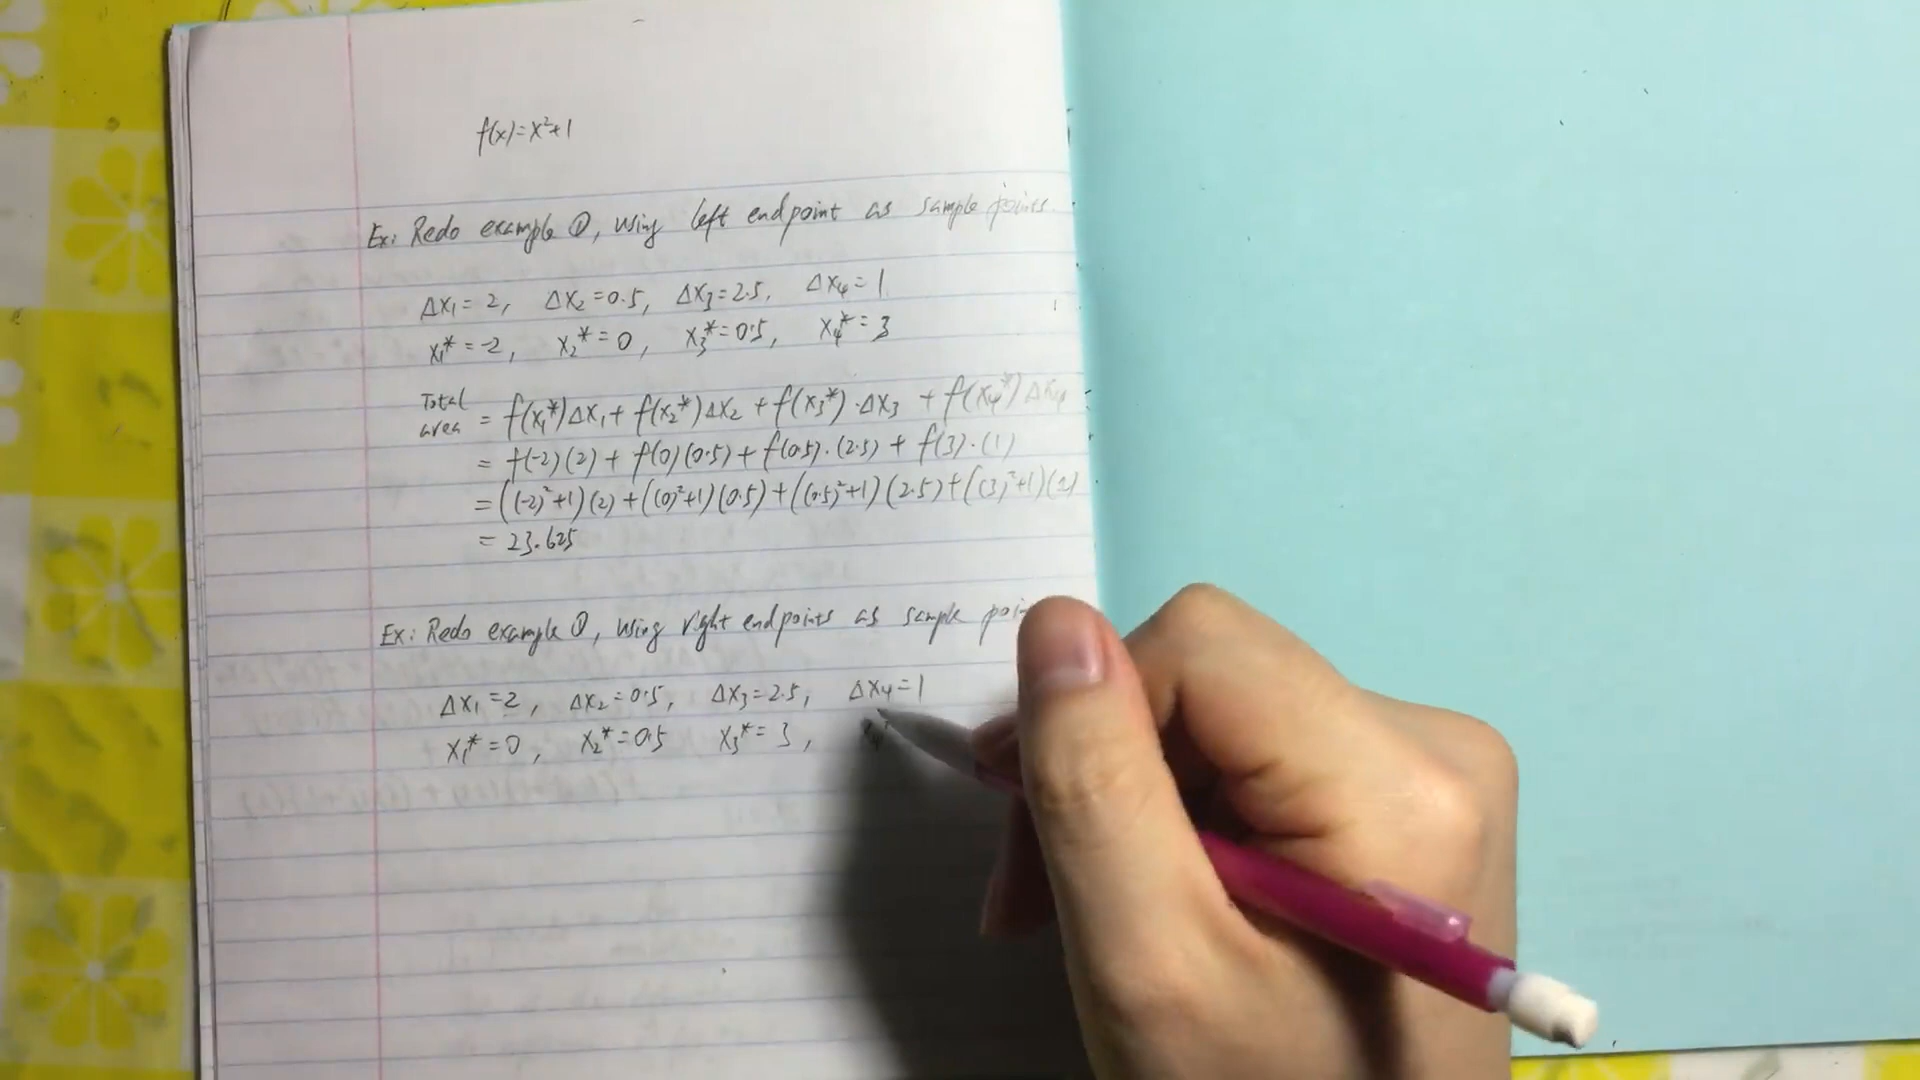 f(x)=x²+1
Ex: Redo example ①, using left endpoint as sample points.
Δx₁=2, Δx₂=0.5, Δx₃=2.5, Δx₄=1
x₁*=-2, x₂*=0, x₃*=0.5, x₄*=3
Total area = f(x₁*)Δx₁+f(x₂*)Δx₂+f(x₃*)·Δx₃+f(x₄*)Δx₄
= f(-2)(2)+f(0)(0.5)+f(0.5)·(2.5)+f(3)·(1)
= ((-2)²+1)(2)+((0)²+1)(0.5)+((0.5)²+1)(2.5)+((3)²+1)(1)
= 23.625
Ex: Redo example ①, using right endpoints as sample poin
Δx₁=2, Δx₂=0.5, Δx₃=2.5, Δx₄=1
x₁*=0, x₂*=0.5 x₃*=3,